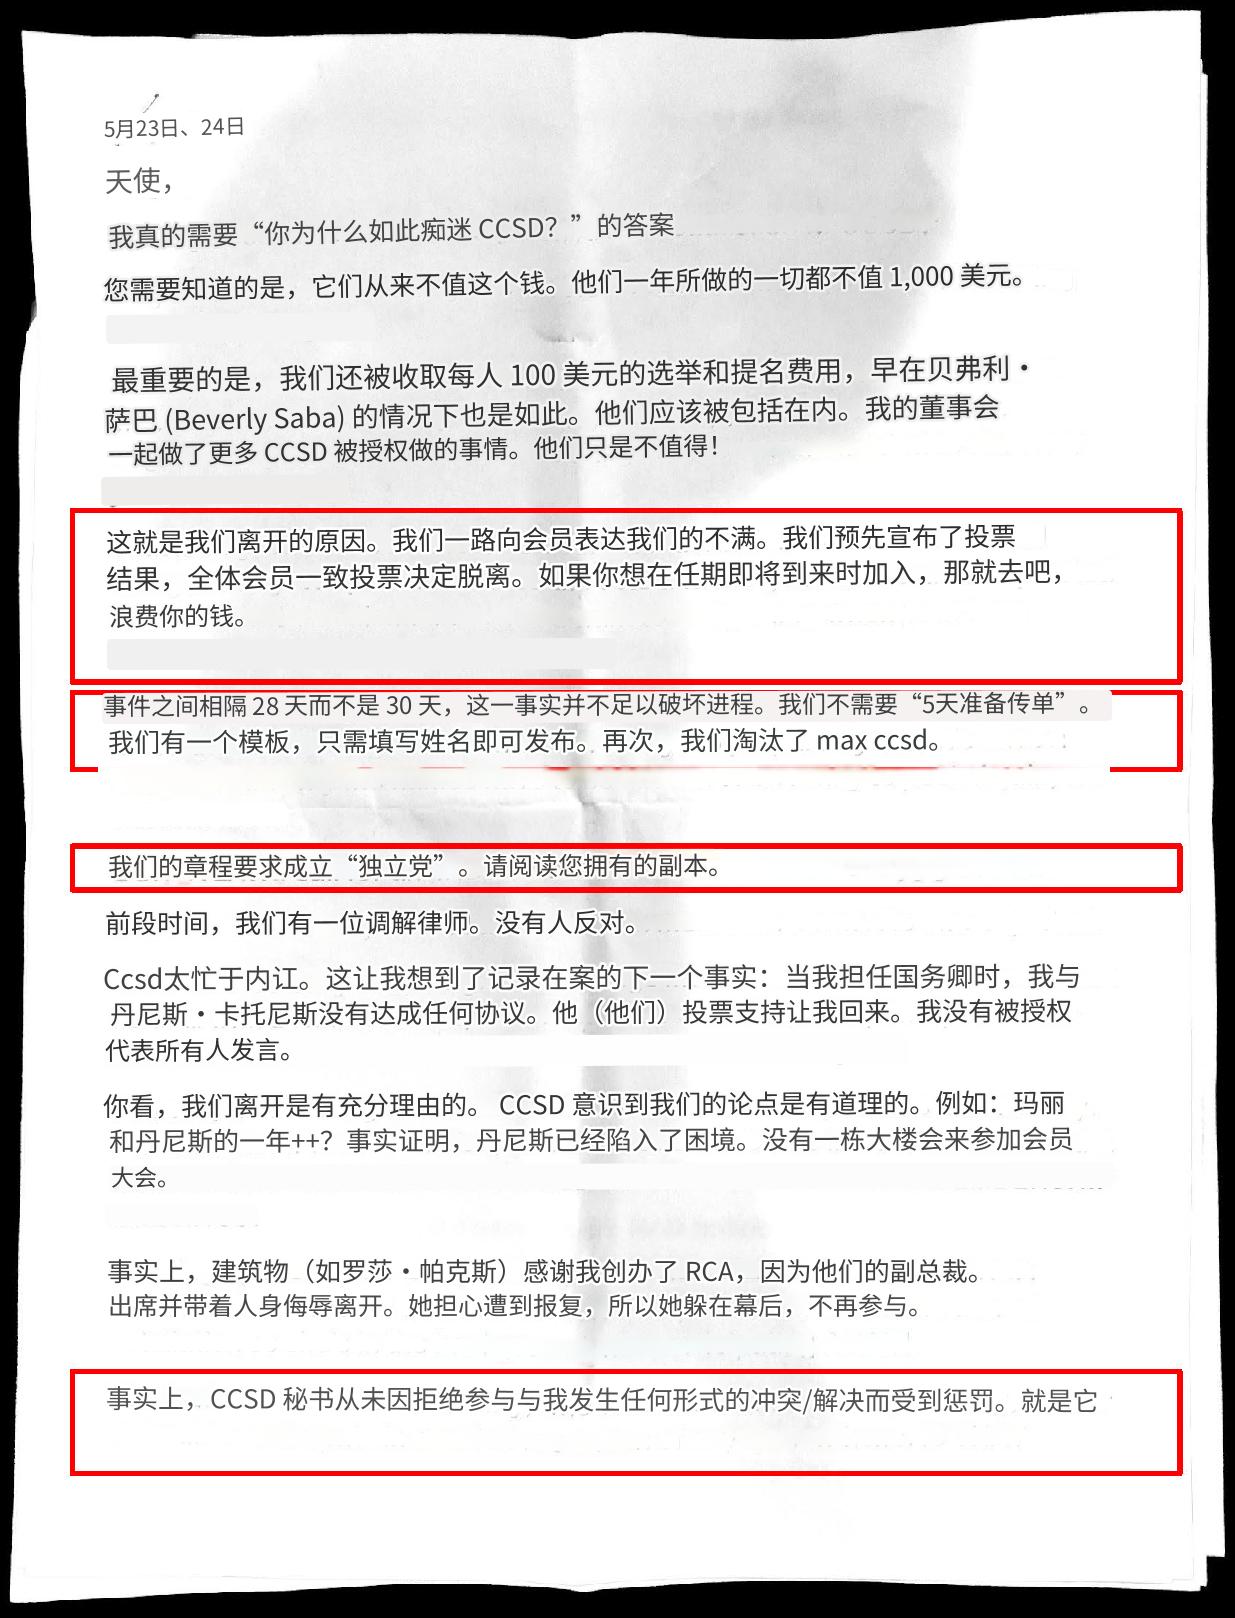 5月23日、24日
天使，
我真的需要“你为什么如此痴迷 CCSD？”的答案
您需要知道的是，它们从来不值这个钱。他们一年所做的一切都不值 1,000 美元。
最重要的是，我们还被收取每人 100 美元的选举和提名费用，早在贝弗利·
萨巴 (Beverly Saba) 的情况下也是如此。他们应该被包括在内。我的董事会
一起做了更多 CCSD 被授权做的事情。他们只是不值得！
这就是我们离开的原因。我们一路向会员表达我们的不满。我们预先宣布了投票
结果，全体会员一致投票决定脱离。如果你想在任期即将到来时加入，那就去吧，
浪费你的钱。
事件之间相隔 28 天而不是 30 天，这一事实并不足以破坏进程。我们不需要“5天准备传单”。
我们有一个模板，只需填写姓名即可发布。再次，我们淘汰了 max ccsd。
我们的章程要求成立“独立党”。请阅读您拥有的副本。
前段时间，我们有一位调解律师。没有人反对。
Ccsd太忙于内讧。这让我想到了记录在案的下一个事实：当我担任国务卿时，我与
丹尼斯·卡托尼斯没有达成任何协议。他（他们）投票支持让我回来。我没有被授权
代表所有人发言。
你看，我们离开是有充分理由的。 CCSD 意识到我们的论点是有道理的。例如：玛丽
和丹尼斯的一年++？事实证明，丹尼斯已经陷入了困境。没有一栋大楼会来参加会员
大会。
事实上，建筑物（如罗莎·帕克斯）感谢我创办了 RCA，因为他们的副总裁。
出席并带着人身侮辱离开。她担心遭到报复，所以她躲在幕后，不再参与。
事实上，CCSD 秘书从未因拒绝参与与我发生任何形式的冲突/解决而受到惩罚。就是它